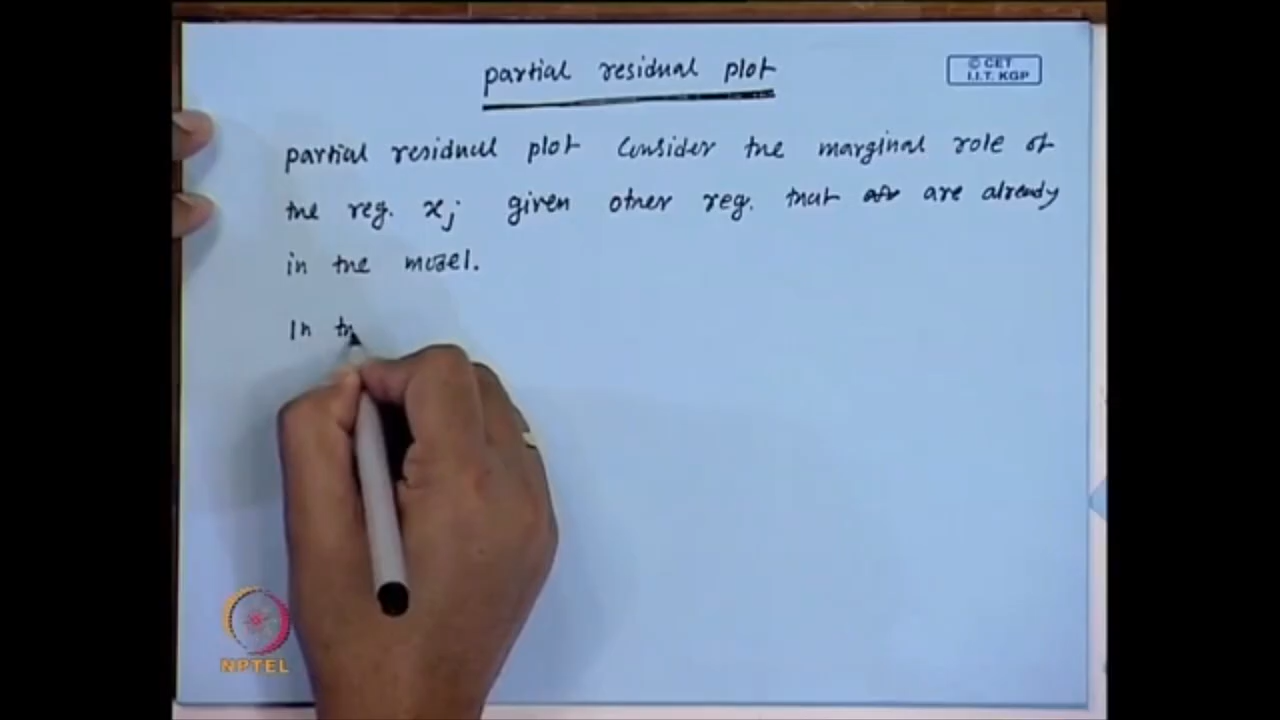 partial residual plot
© CET
I.I.T. KGP
partial residual plot consider the marginal role of
the reg. xj given other reg. that are already
in the model.
In th
NPTEL